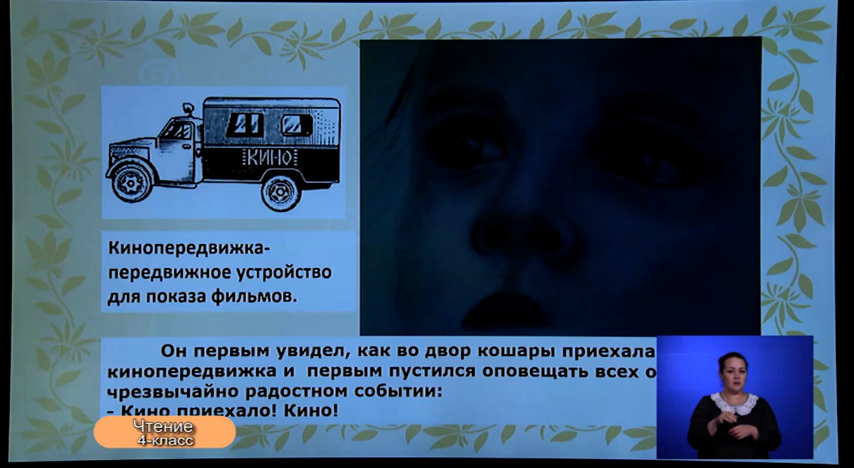 КИНО
Кинопередвижка-
передвижное устройство
для показа фильмов.
Он первым увидел, как во двор кошары приехала
кинопередвижка и первым пустился оповещать всех о
чрезвычайно радостном событии:
- Кино приехало! Кино!
Чтение
4-класс